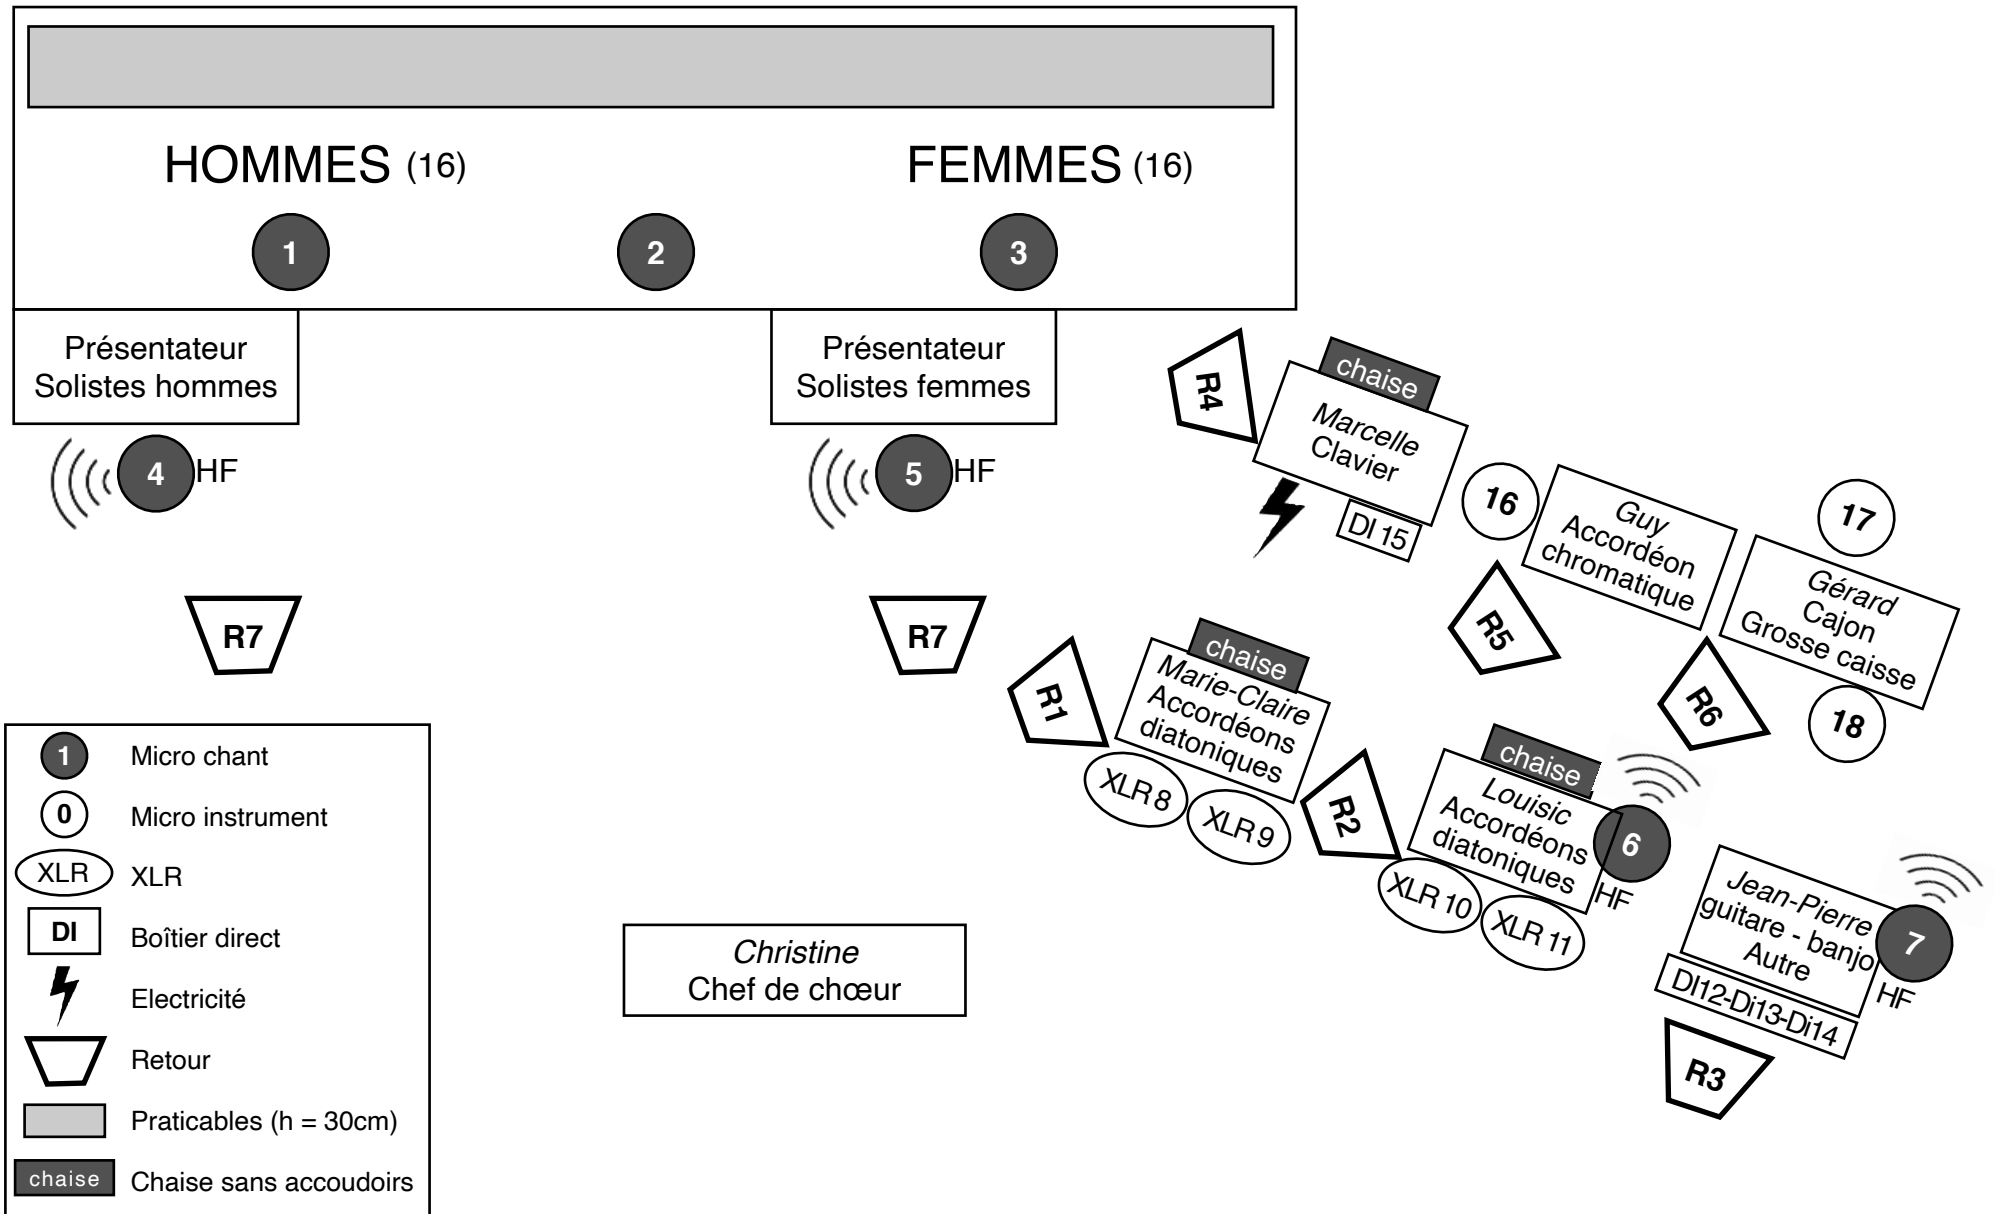 HOMMES (16)
FEMMES (16)
1
2
3
Présentateur
Solistes hommes
Présentateur
Solistes femmes
4
HF
5
HF
R7
R7
R4
chaise
Marcelle
Clavier
DI 15
16
Guy
Accordéon
chromatique
17
Gérard
Cajon
Grosse caisse
18
R5
R6
R1
chaise
Marie-Claire
Accordéons
diatoniques
XLR 8
XLR 9
R2
chaise
Louisic
Accordéons
diatoniques
6
HF
XLR 10
XLR 11
Jean-Pierre
guitare - banjo
Autre
7
HF
DI12-Di13-Di14
R3
Christine
Chef de chœur
1 Micro chant
0 Micro instrument
XLR XLR
DI Boîtier direct
Electricité
Retour
Praticables (h = 30cm)
chaise Chaise sans accoudoirs